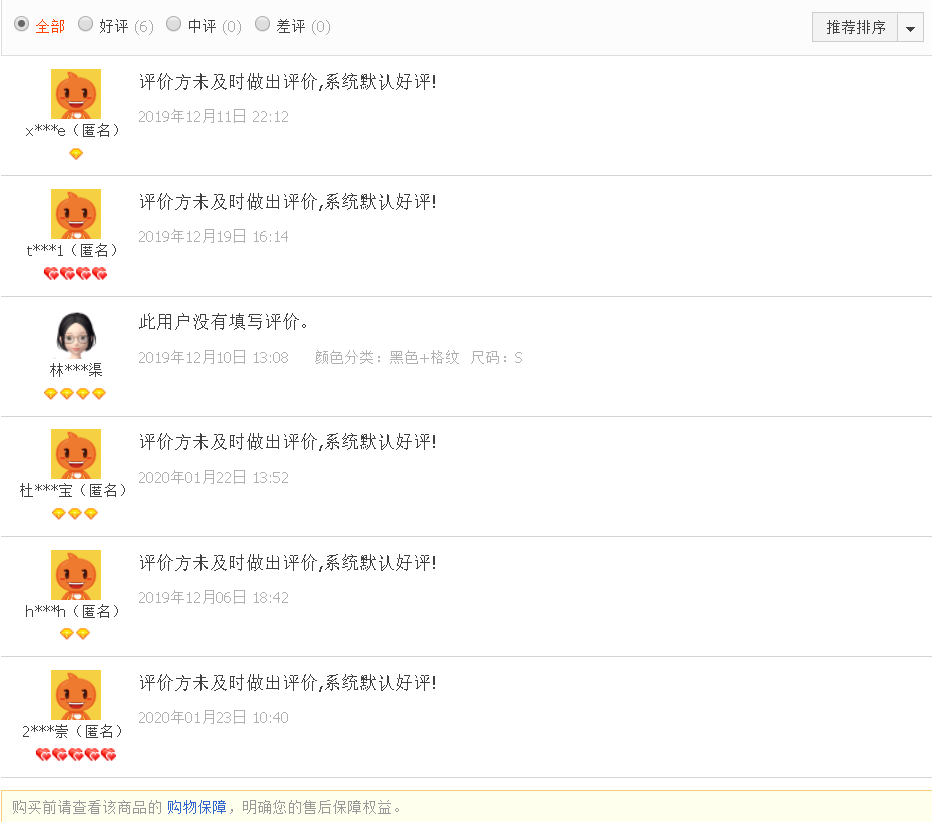 全部 好评 (6) 中评 (0) 差评 (0) 推荐排序
评价方未及时做出评价,系统默认好评!
2019年12月11日 22:12
x***e（匿名）
评价方未及时做出评价,系统默认好评!
2019年12月19日 16:14
t***1（匿名）
此用户没有填写评价。
2019年12月10日 13:08 颜色分类：黑色+格纹 尺码：S
林***渠
评价方未及时做出评价,系统默认好评!
2020年01月22日 13:52
杜***宝（匿名）
评价方未及时做出评价,系统默认好评!
2019年12月06日 18:42
h***h（匿名）
评价方未及时做出评价,系统默认好评!
2020年01月23日 10:40
2***崇（匿名）
购买前请查看该商品的 购物保障，明确您的售后保障权益。